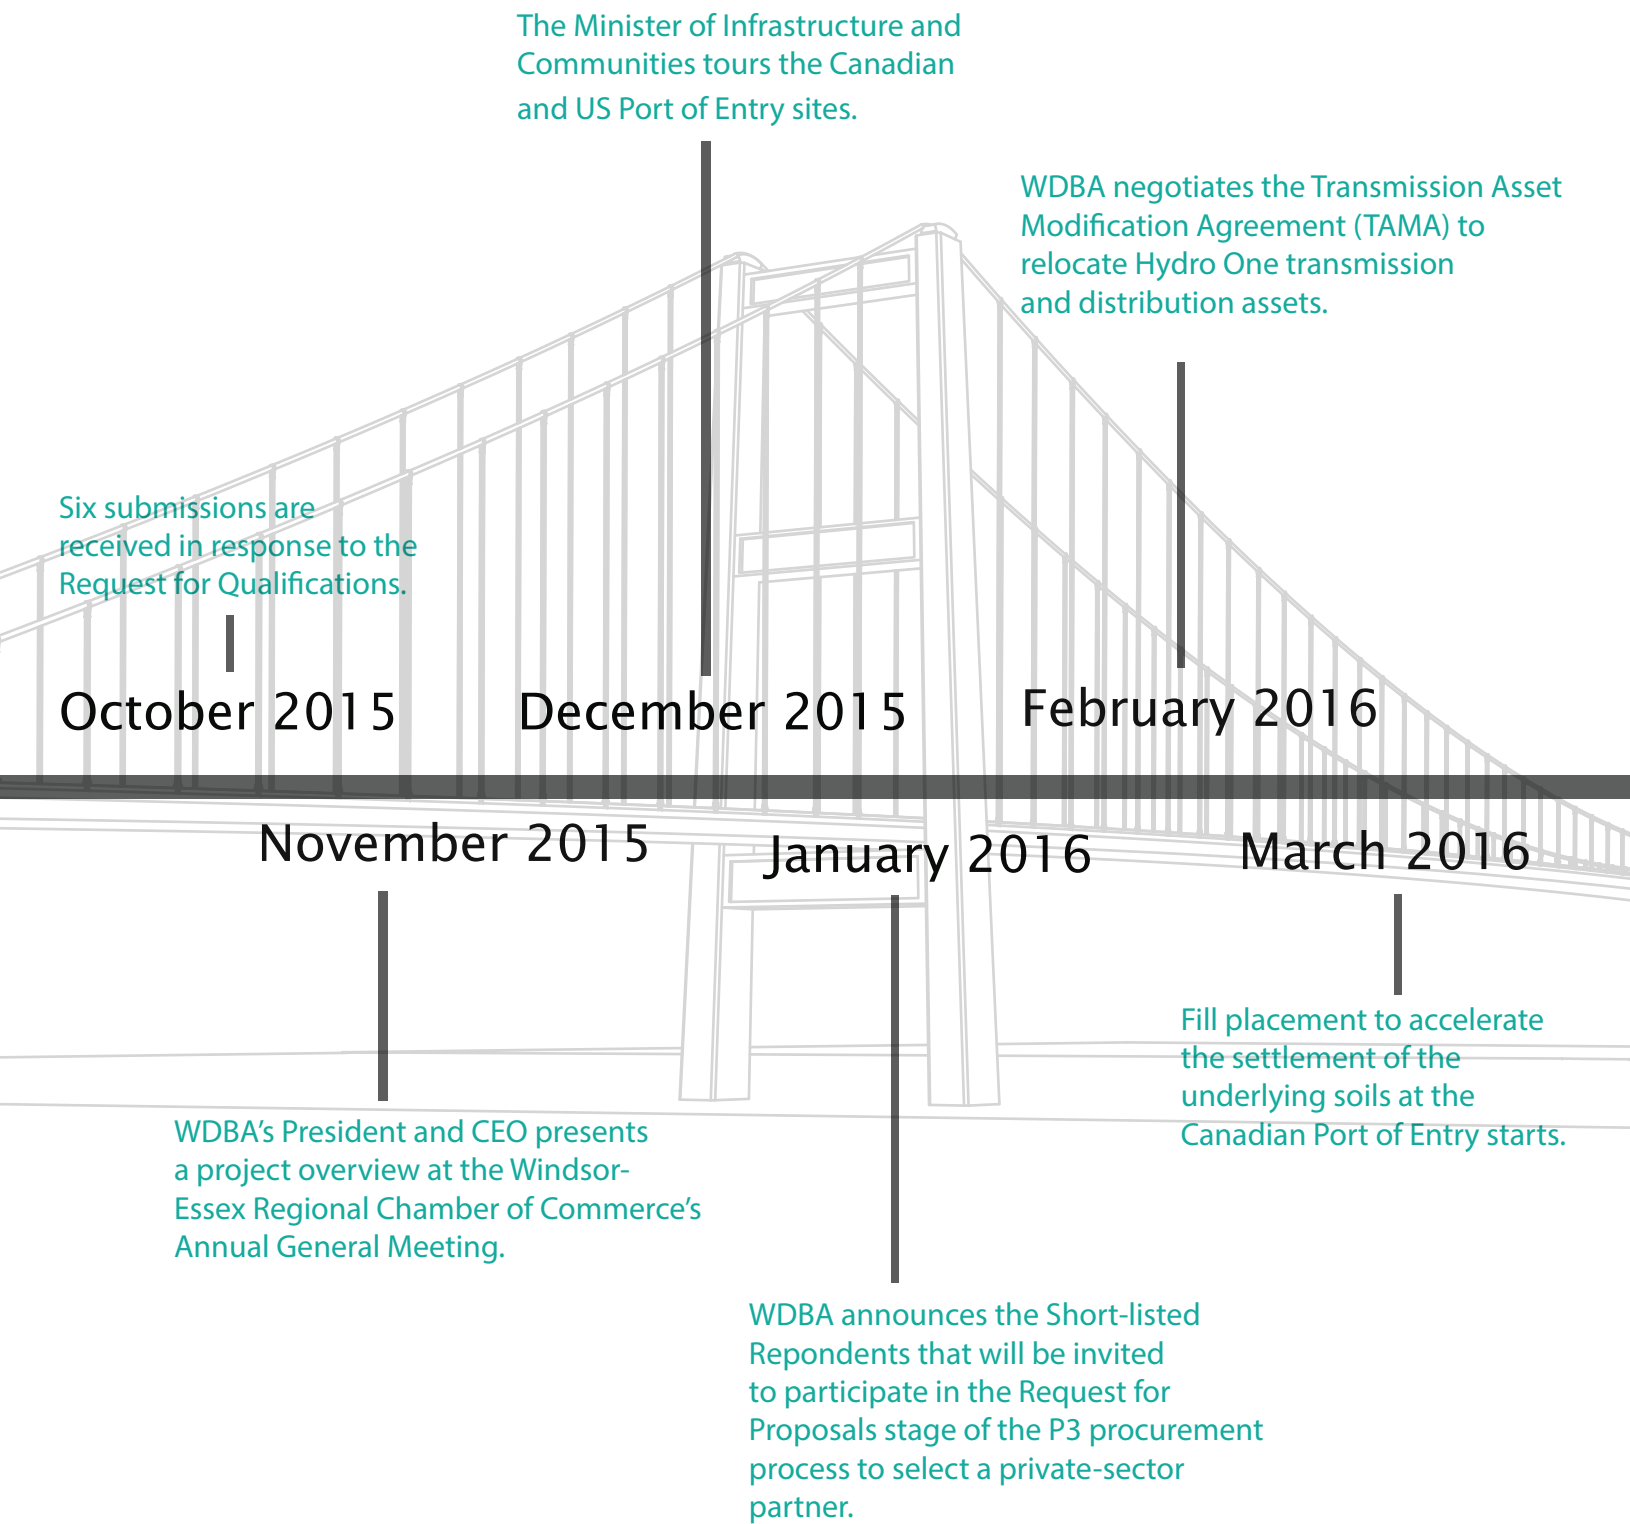 The Minister of Infrastructure and
Communities tours the Canadian
and US Port of Entry sites.
WDBA negotiates the Transmission Asset
Modification Agreement (TAMA) to
relocate Hydro One transmission
and distribution assets.
Six submissions are
received in response to the
Request for Qualifications.
October 2015
December 2015
February 2016
November 2015
January 2016
March 2016
Fill placement to accelerate
the settlement of the
underlying soils at the
Canadian Port of Entry starts.
WDBA's President and CEO presents
a project overview at the Windsor-
Essex Regional Chamber of Commerce's
Annual General Meeting.
WDBA announces the Short-listed
Repondents that will be invited
to participate in the Request for
Proposals stage of the P3 procurement
process to select a private-sector
partner.